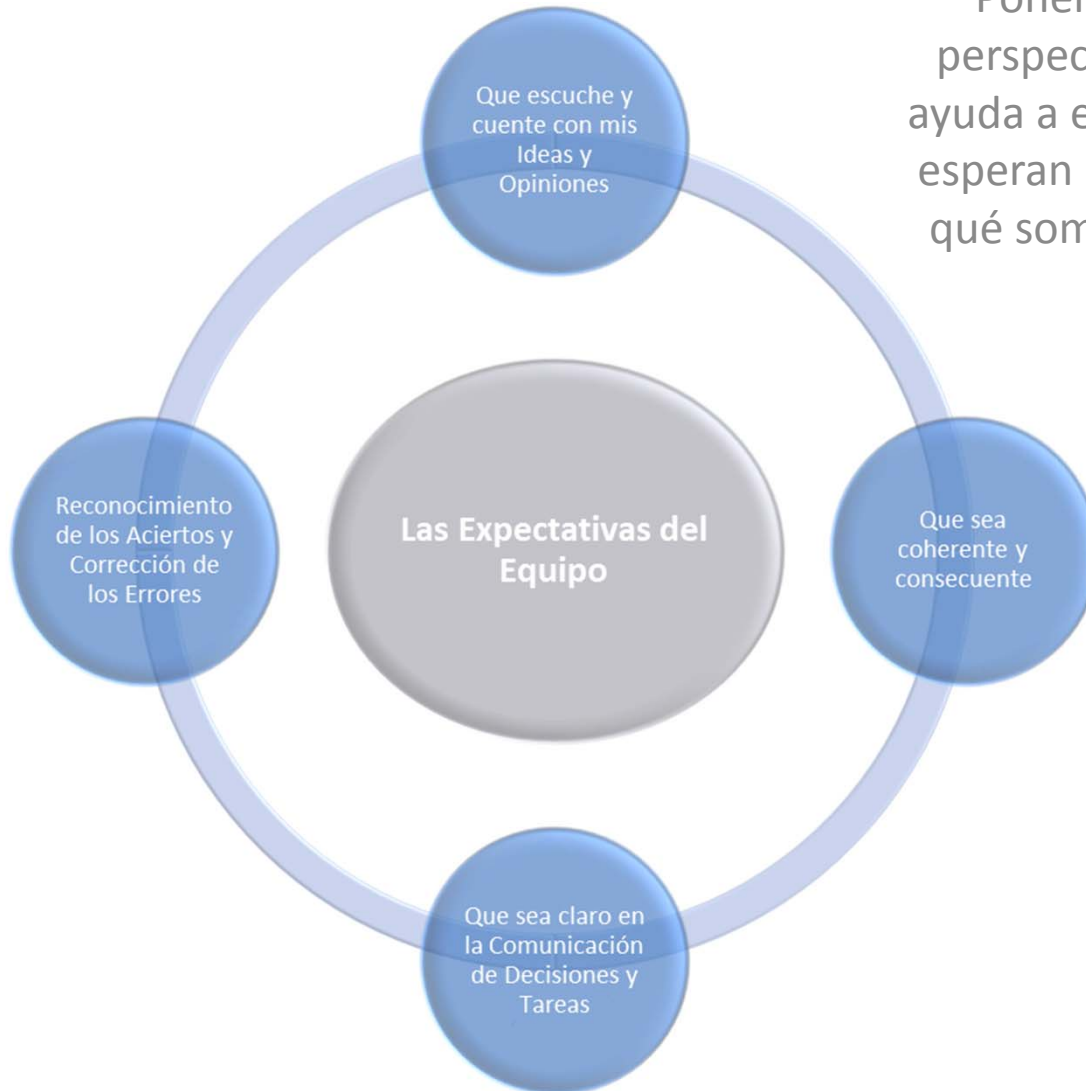 Poner
perspec
ayuda a e
esperan
qué som
Que escuche y
cuente con mis
Ideas y
Opiniones
Reconocimiento
de los Aciertos y
Corrección de
los Errores
Las Expectativas del
Equipo
Que sea
coherente y
consecuente
Que sea claro en
la Comunicación
de Decisiones y
Tareas